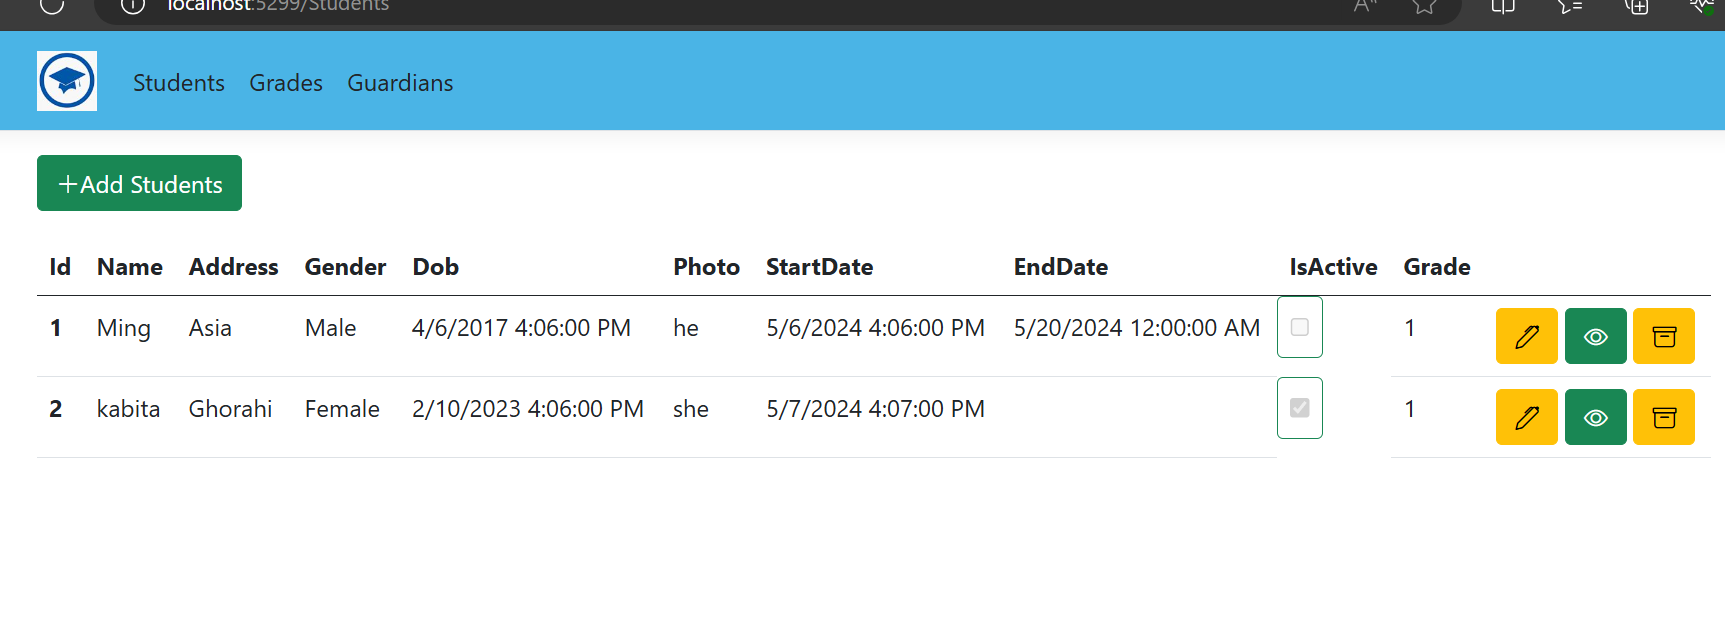 localhost:5299/Students
Students Grades Guardians
+Add Students
Id Name Address Gender Dob Photo StartDate EndDate IsActive Grade
1 Ming Asia Male 4/6/2017 4:06:00 PM he 5/6/2024 4:06:00 PM 5/20/2024 12:00:00 AM 1
2 kabita Ghorahi Female 2/10/2023 4:06:00 PM she 5/7/2024 4:07:00 PM 1